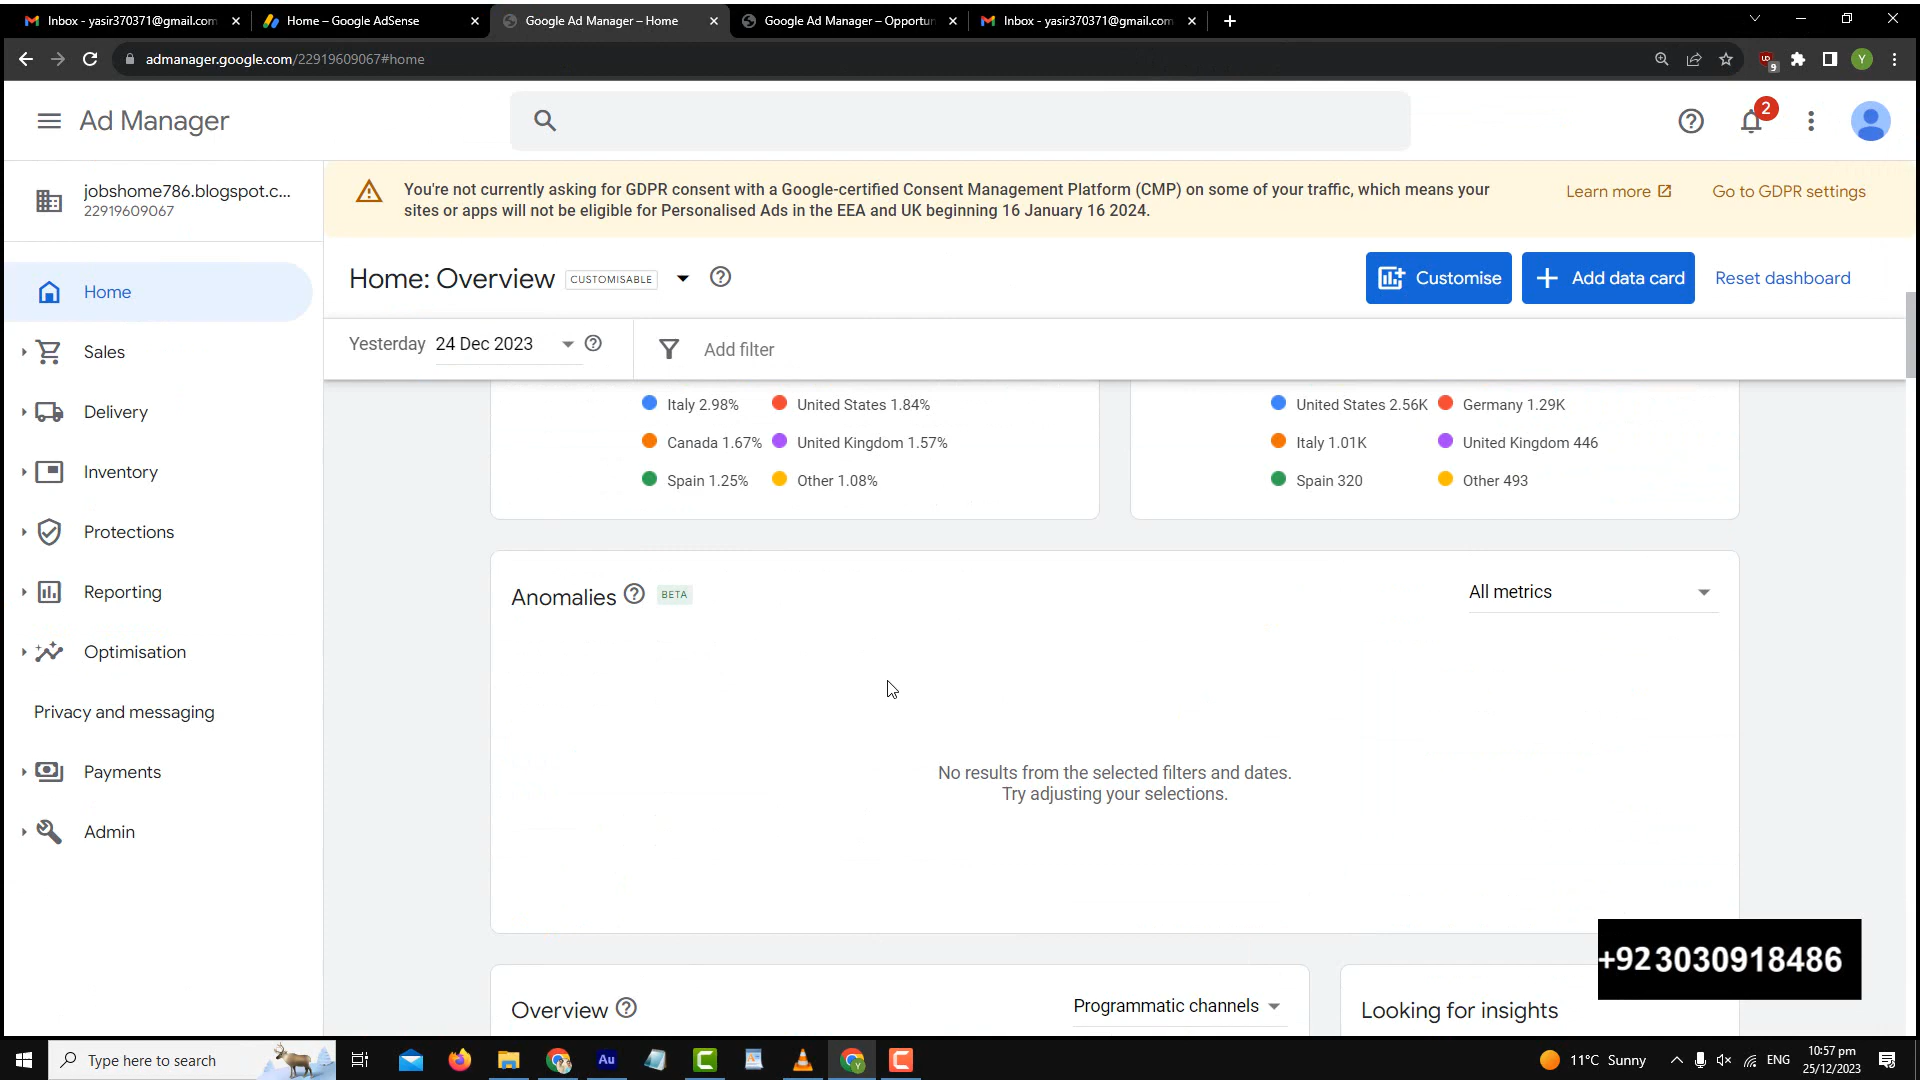 Inbox - yasir370371@gmail.com
Home – Google AdSense
Google Ad Manager – Home
Google Ad Manager – Opportun
Inbox - yasir370371@gmail.com
admanager.google.com/22919609067#home
9
Y
Ad Manager
2
jobshome786.blogspot.c...
22919609067
You're not currently asking for GDPR consent with a Google-certified Consent Management Platform (CMP) on some of your traffic, which means your
sites or apps will not be eligible for Personalised Ads in the EEA and UK beginning 16 January 16 2024.
Learn more
Go to GDPR settings
Home: Overview
CUSTOMISABLE
Customise
Add data card
Reset dashboard
Yesterday 24 Dec 2023
Add filter
Home
Sales
Delivery
Inventory
Protections
Reporting
Optimisation
Privacy and messaging
Payments
Admin
Italy 2.98%
United States 1.84%
Canada 1.67%
United Kingdom 1.57%
Spain 1.25%
Other 1.08%
United States 2.56K
Germany 1.29K
Italy 1.01K
United Kingdom 446
Spain 320
Other 493
Anomalies
BETA
All metrics
No results from the selected filters and dates.
Try adjusting your selections.
+923030918486
Overview
Programmatic channels
Looking for insights
Type here to search
Au
Y
11°C Sunny
ENG
10:57 pm
25/12/2023